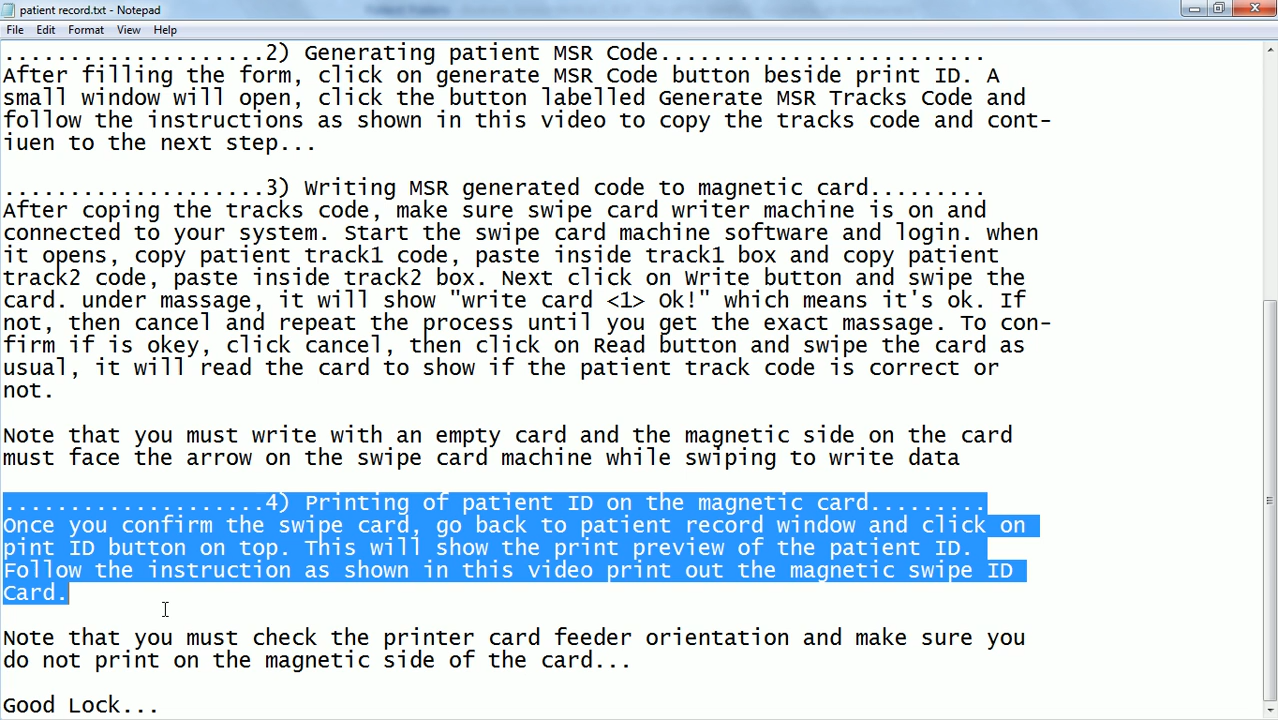 patient record.txt - Notepad
File Edit Format View Help
....................2) Generating patient MSR Code.........................
After filling the form, click on generate MSR Code button beside print ID. A
small window will open, click the button labelled Generate MSR Tracks Code and
follow the instructions as shown in this video to copy the tracks code and cont-
iuen to the next step...
....................3) Writing MSR generated code to magnetic card.........
After coping the tracks code, make sure swipe card writer machine is on and
connected to your system. Start the swipe card machine software and login. when
it opens, copy patient track1 code, paste inside track1 box and copy patient
track2 code, paste inside track2 box. Next click on Write button and swipe the
card. under massage, it will show "write card <1> Ok!" which means it's ok. If
not, then cancel and repeat the process until you get the exact massage. To con-
firm if is okey, click cancel, then click on Read button and swipe the card as
usual, it will read the card to show if the patient track code is correct or
not.
Note that you must write with an empty card and the magnetic side on the card
must face the arrow on the swipe card machine while swiping to write data
....................4) Printing of patient ID on the magnetic card.........
Once you confirm the swipe card, go back to patient record window and click on
pint ID button on top. This will show the print preview of the patient ID.
Follow the instruction as shown in this video print out the magnetic swipe ID
Card.
Note that you must check the printer card feeder orientation and make sure you
do not print on the magnetic side of the card...
Good Lock...